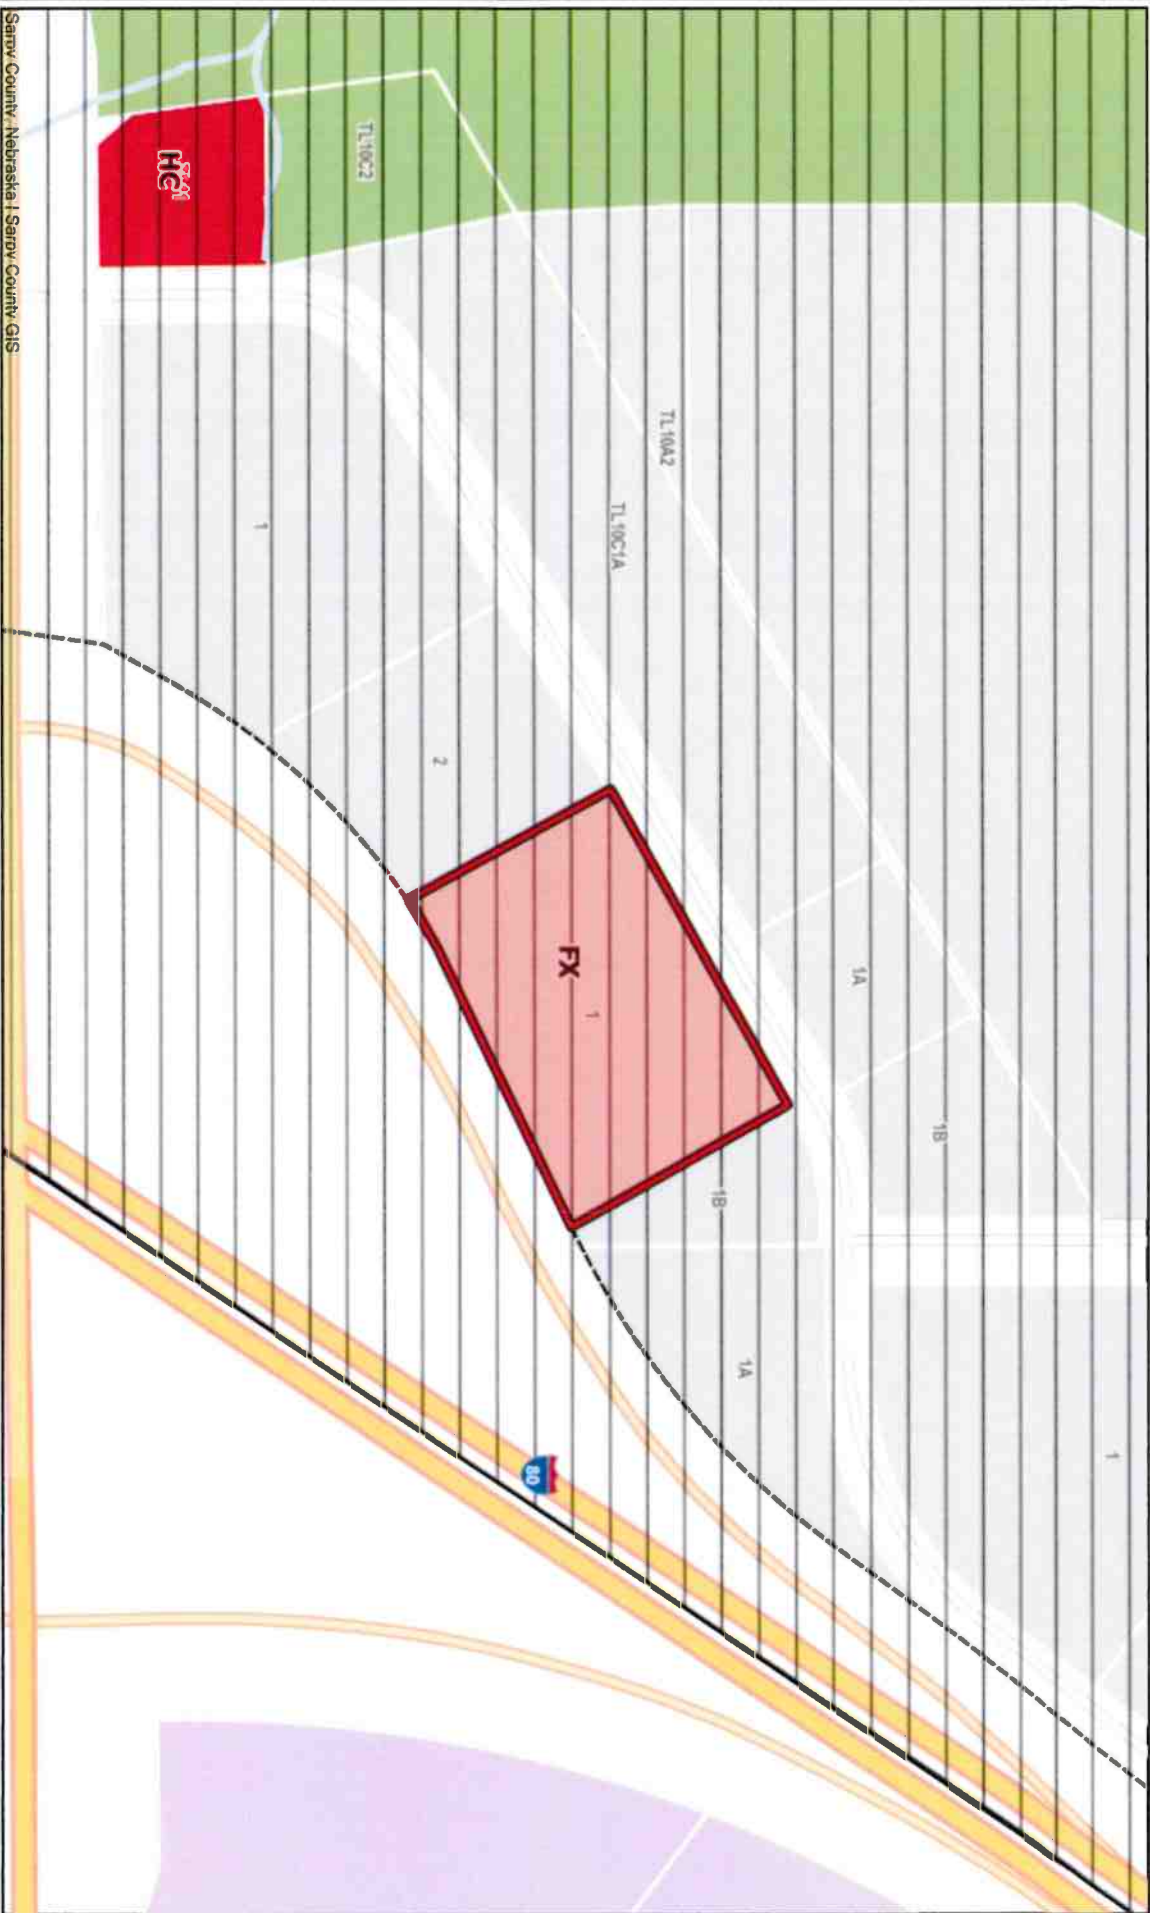 TL10C2
HC
TL10A2
TL10C1A
1
2
FX
1
1A
1B
1B
1A
1
80
Sarpy County, Nebraska | Sarpy County GIS